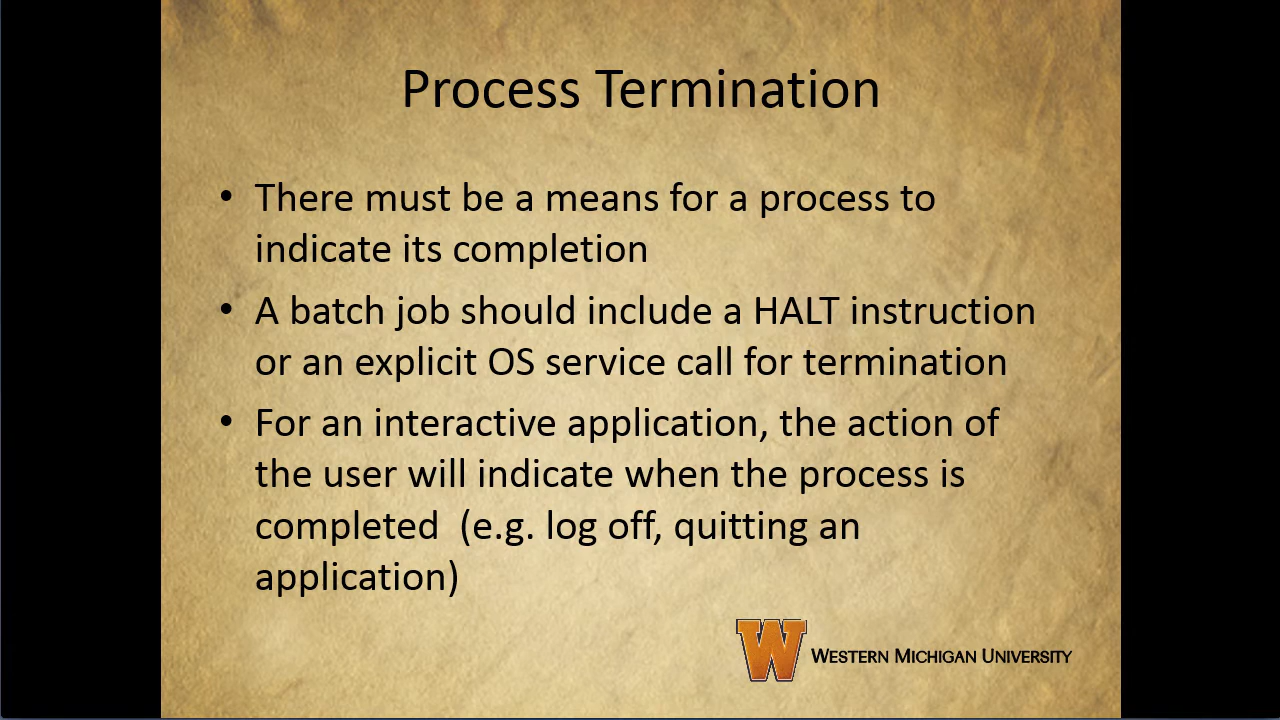 Process Termination
• There must be a means for a process to
indicate its completion
• A batch job should include a HALT instruction
or an explicit OS service call for termination
• For an interactive application, the action of
the user will indicate when the process is
completed  (e.g. log off, quitting an
application)
W WESTERN MICHIGAN UNIVERSITY